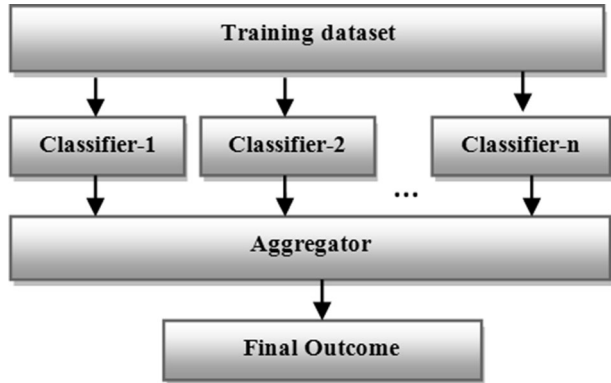 Training dataset
Classifier-1 Classifier-2 Classifier-n
...
Aggregator
Final Outcome